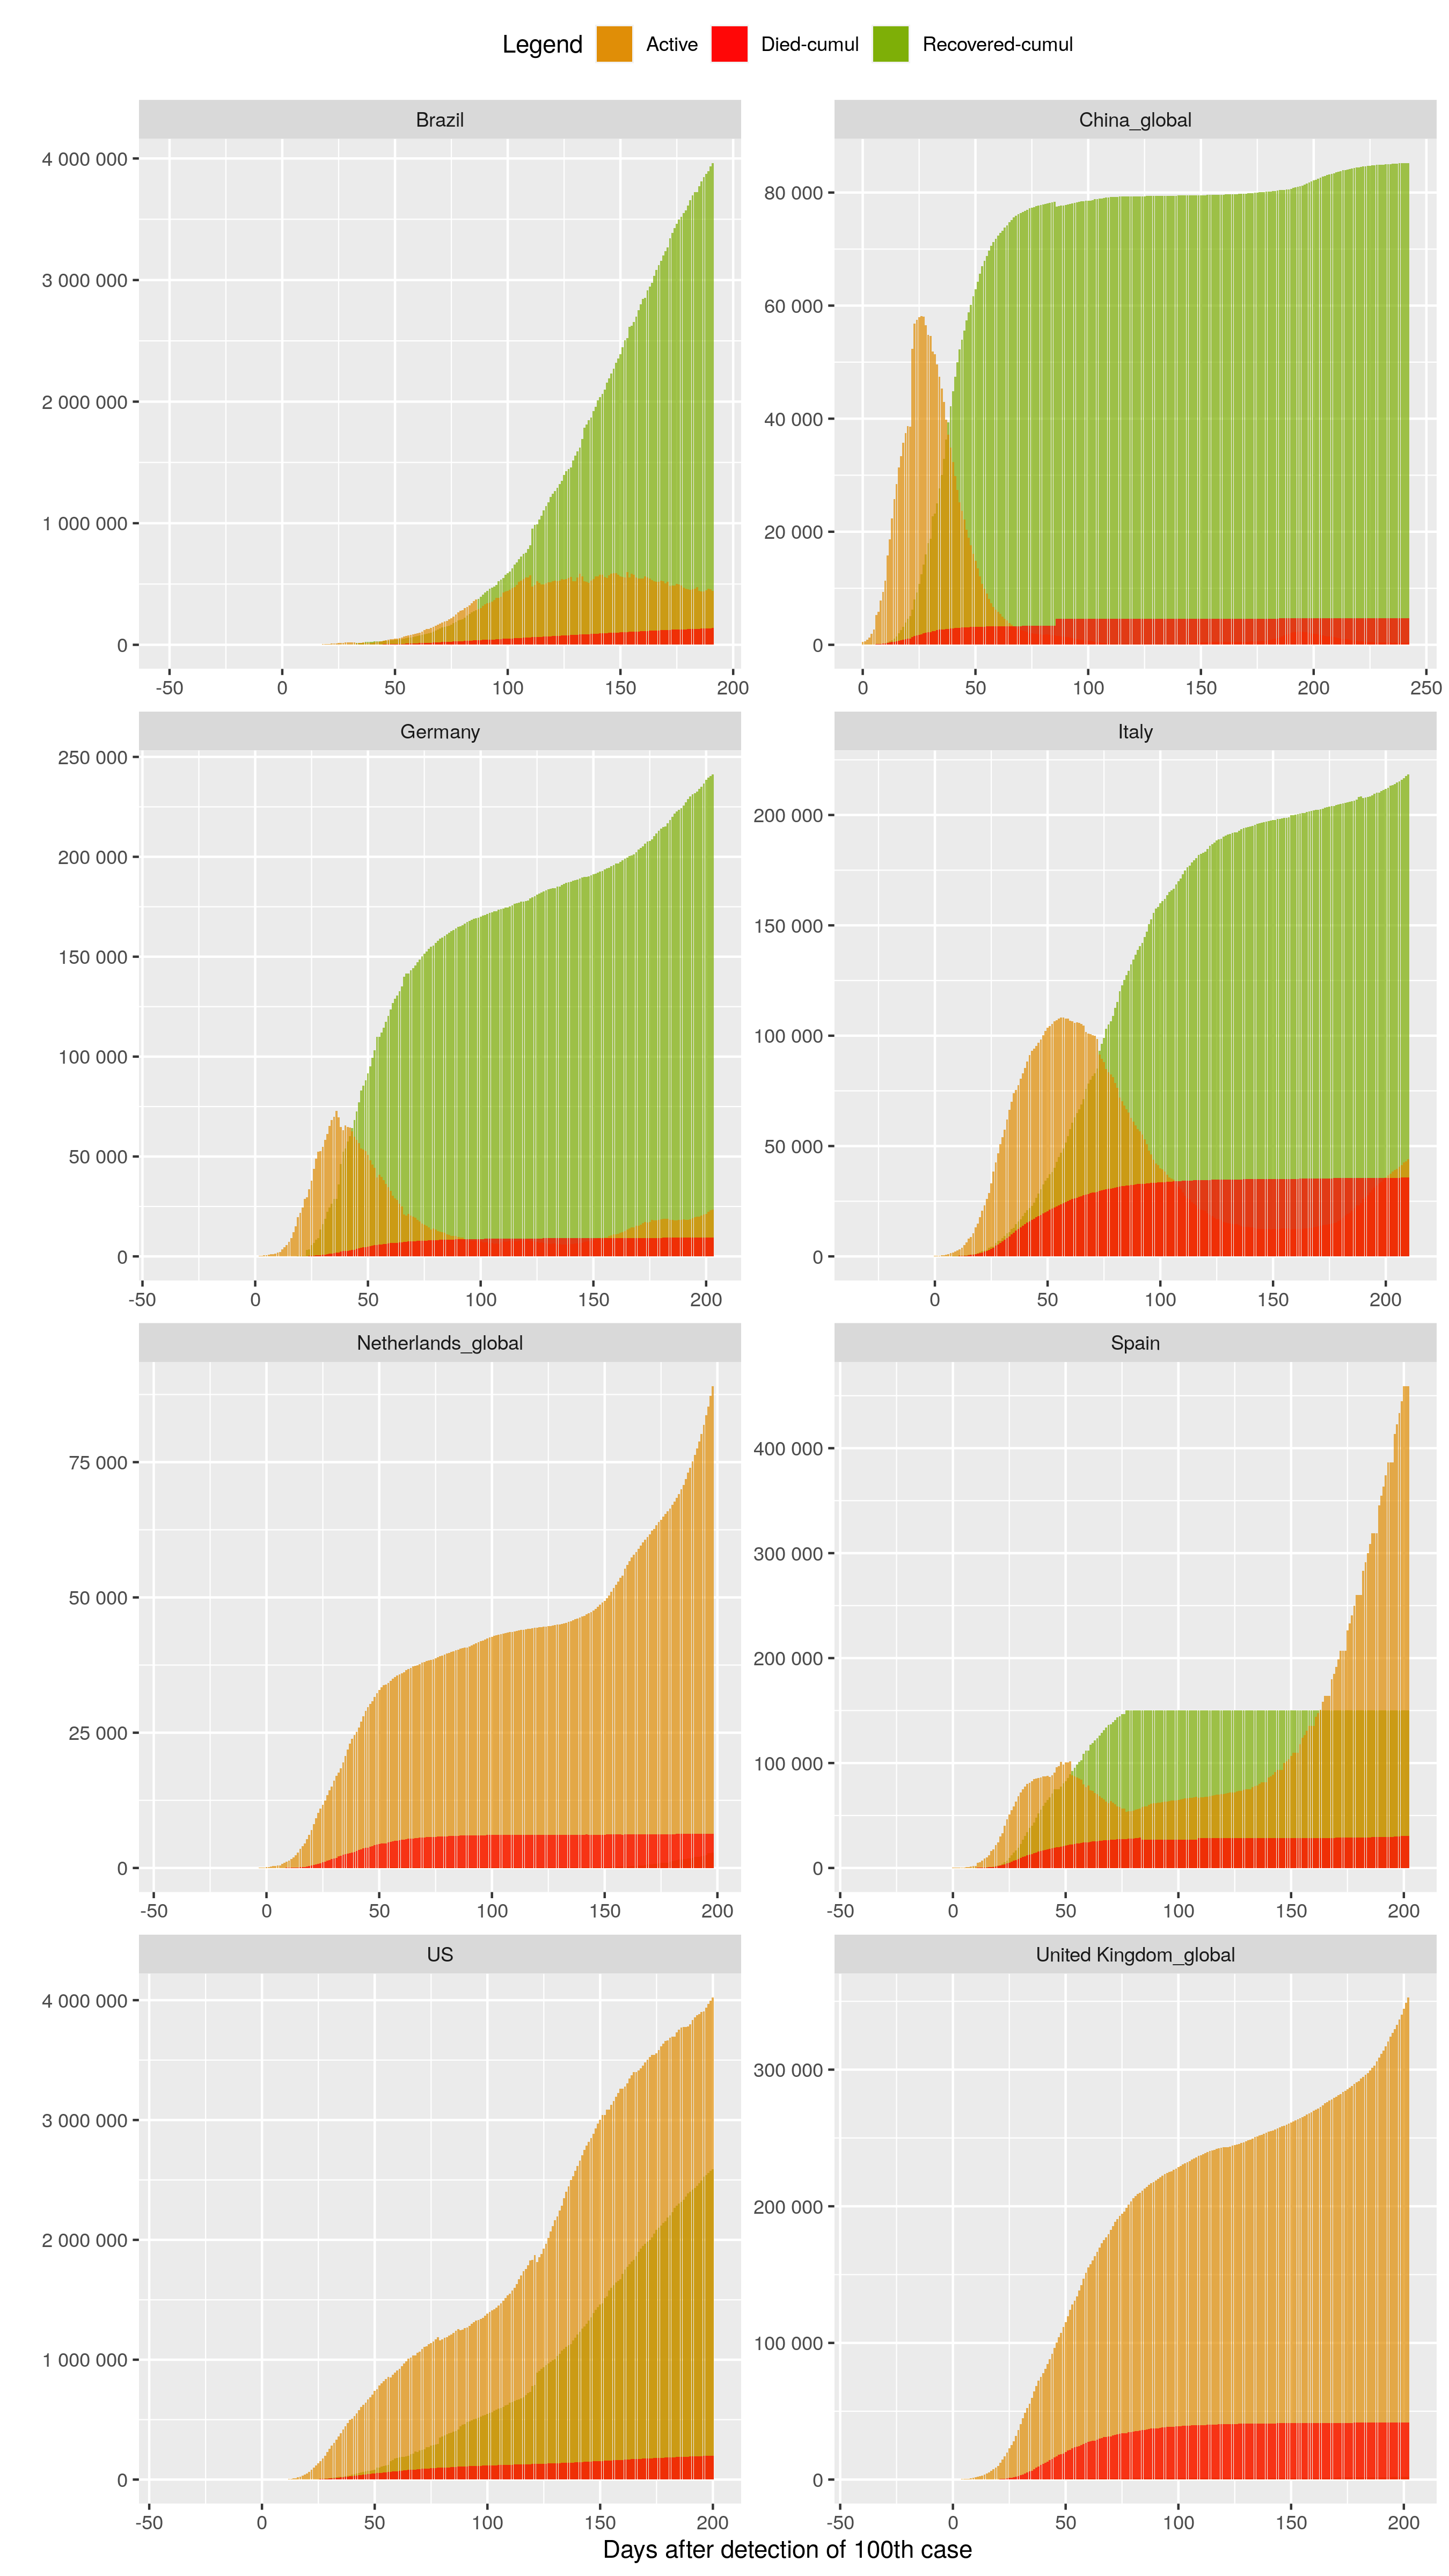 Legend Active Died-cumul Recovered-cumul
Brazil
4 000 000
3 000 000
2 000 000
1 000 000
0
-50 0 50 100 150 200
China_global
80 000
60 000
40 000
20 000
0
0 50 100 150 200 250
Germany
250 000
200 000
150 000
100 000
50 000
0
-50 0 50 100 150 200
Italy
200 000
150 000
100 000
50 000
0
0 50 100 150 200
Netherlands_global
75 000
50 000
25 000
0
-50 0 50 100 150 200
Spain
400 000
300 000
200 000
100 000
0
-50 0 50 100 150 200
US
4 000 000
3 000 000
2 000 000
1 000 000
0
-50 0 50 100 150 200
United Kingdom_global
300 000
200 000
100 000
0
-50 0 50 100 150 200
Days after detection of 100th case